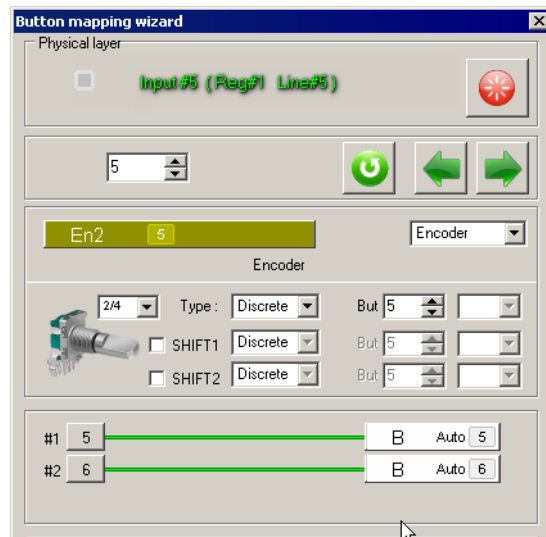 Button mapping wizard
Physical layer
Input #5 ( Reg#1 Line#5 )
5
En2 5 Encoder
Encoder
2/4 Type : Discrete But 5
SHIFT1 Discrete But 5
SHIFT2 Discrete But 5
#1 5 B Auto 5
#2 6 B Auto 6